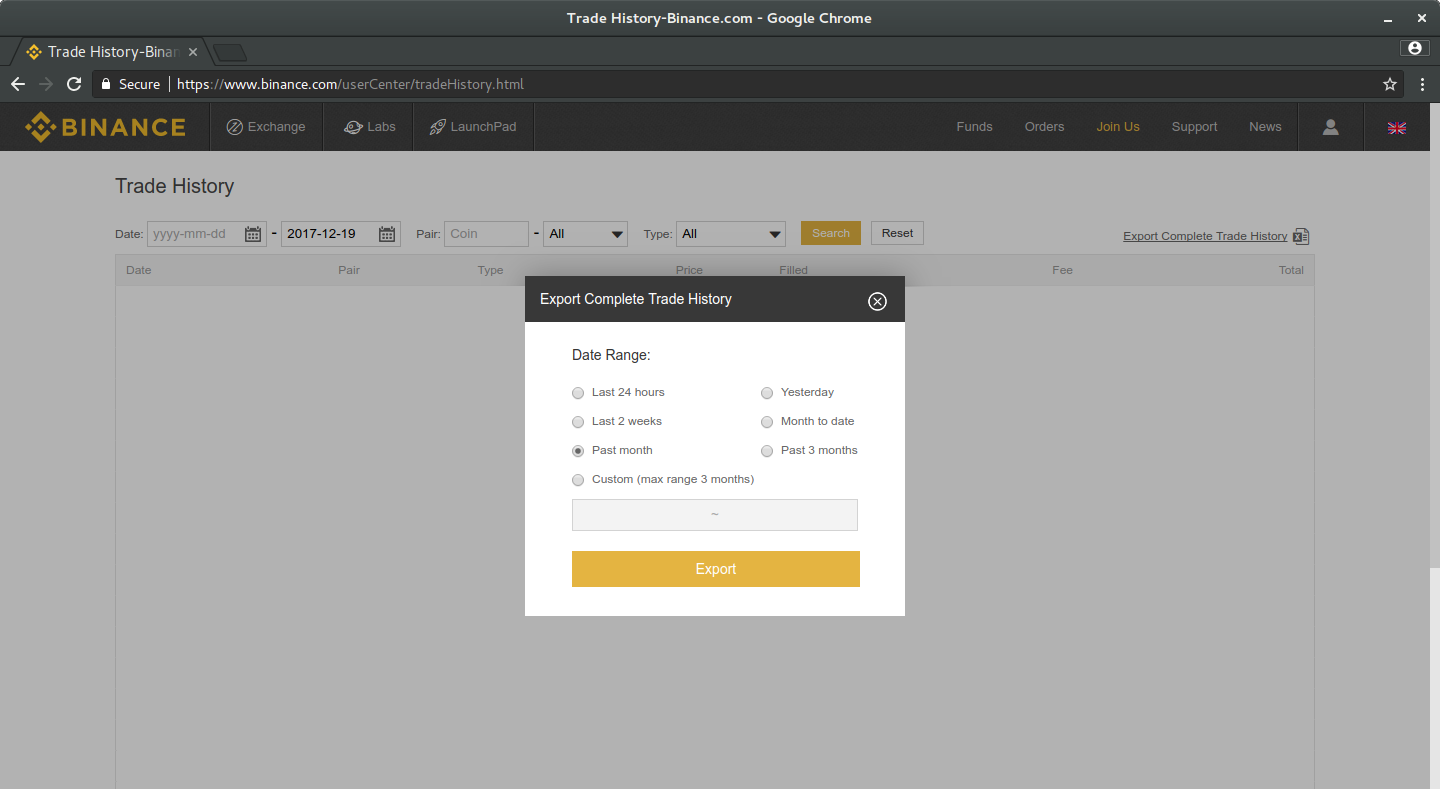 Trade History-Binance.com - Google Chrome
Trade History-Binan
Secure https://www.binance.com/userCenter/tradeHistory.html
BINANCE Exchange Labs LaunchPad Funds Orders Join Us Support News
Trade History
Date: yyyy-mm-dd - 2017-12-19 Pair: Coin - All Type: All Search Reset Export Complete Trade History
Date Pair Type Price Filled Fee Total
Export Complete Trade History
Date Range:
Last 24 hours Yesterday
Last 2 weeks Month to date
Past month Past 3 months
Custom (max range 3 months)
~
Export